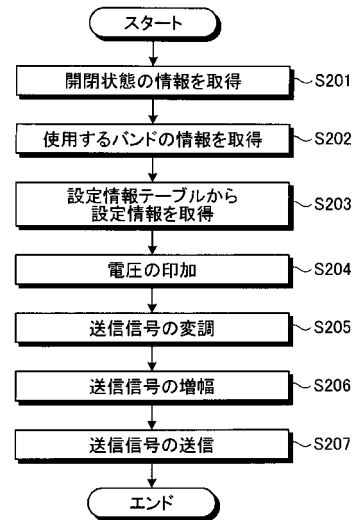 スタート
開閉状態の情報を取得
S201
使用するバンドの情報を取得
S202
設定情報テーブルから
設定情報を取得
S203
電圧の印加
S204
送信信号の変調
S205
送信信号の増幅
S206
送信信号の送信
S207
エンド